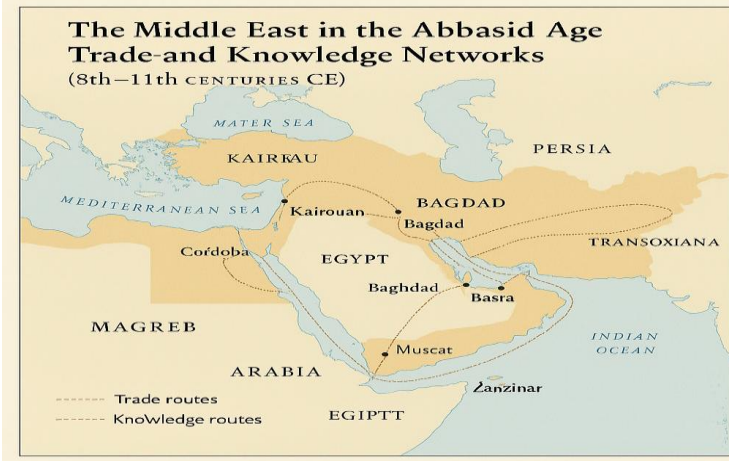 The Middle East in the Abbasid Age
Trade-and Knowledge Networks
(8th—11th CENTURIES CE)
MATER SEA
PERSIA
KAIRKAU
MEDITERRANEAN SEA
Kairouan
BAGDAD
Bagdad
TRANSOXIANA
Cordoba
EGYPT
Baghdad
Basra
MAGREB
INDIAN
OCEAN
Muscat
ARABIA
Zanzinar
Trade routes
Knowledge routes
EGIPTT